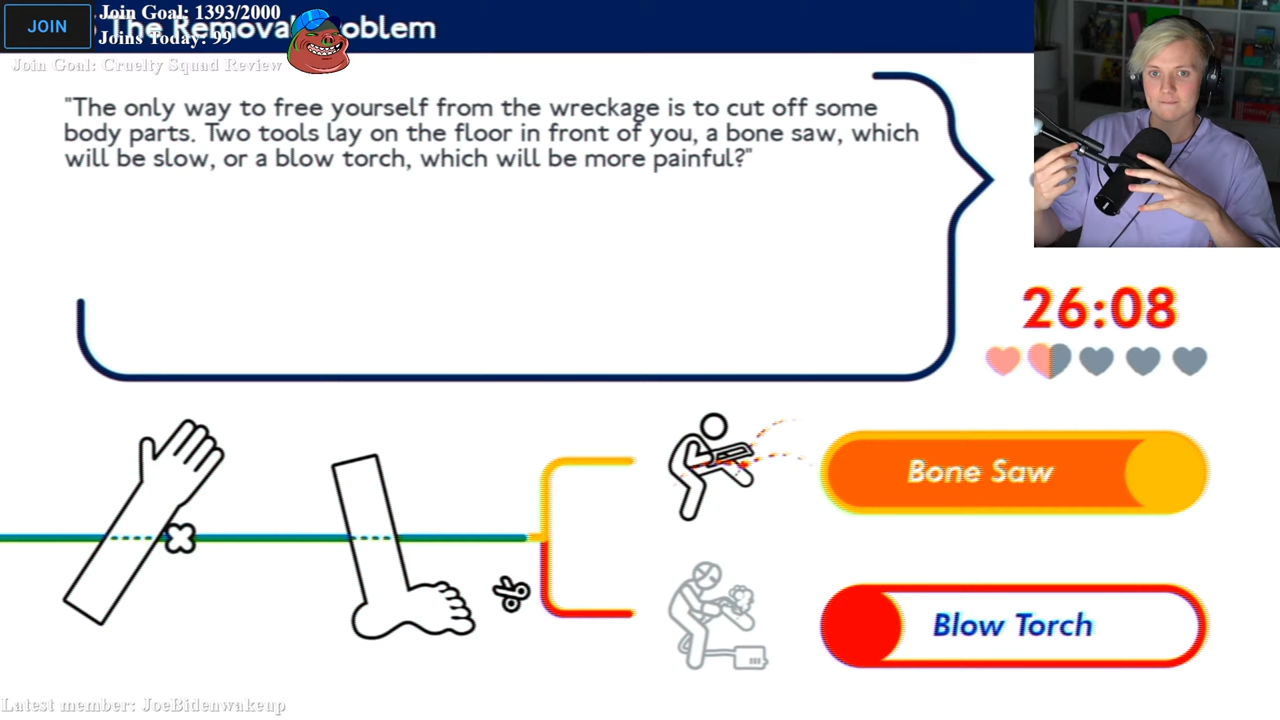 JOIN
Join Goal: 1393/2000
Joins Today: 99
Join Goal: Cruelty Squad Review
The Removal Problem
"The only way to free yourself from the wreckage is to cut off some
body parts. Two tools lay on the floor in front of you, a bone saw, which
will be slow, or a blow torch, which will be more painful?"
26:08
Bone Saw
Blow Torch
Latest member: JoeBidenwakeup